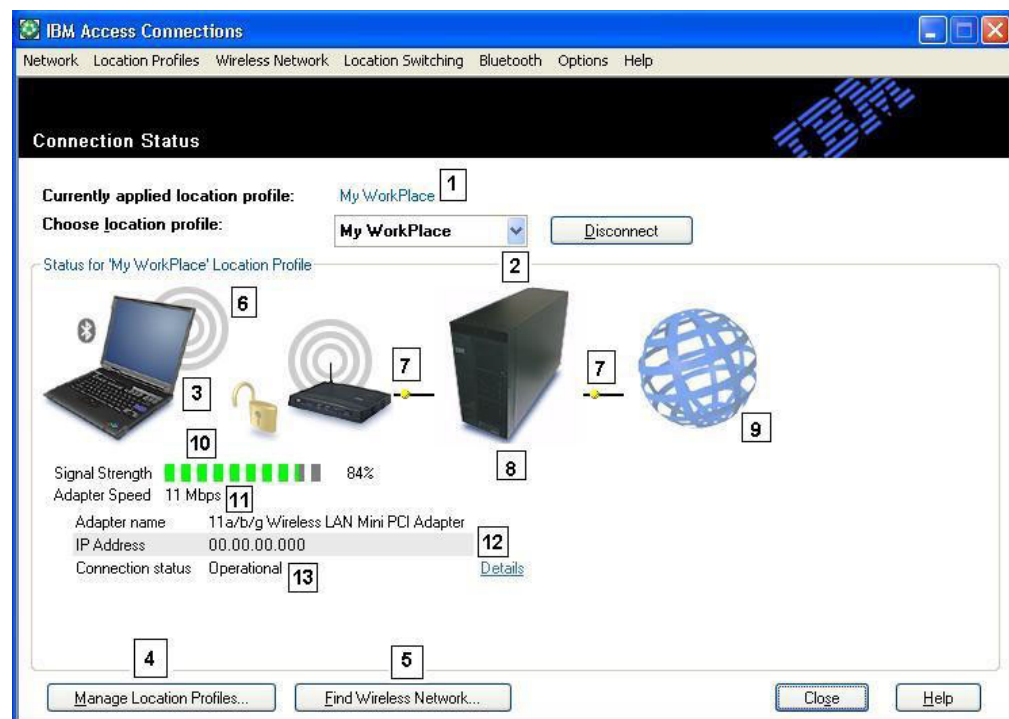 IBM Access Connections
Network Location Profiles Wireless Network Location Switching Bluetooth Options Help
IBM
Connection Status
Currently applied location profile: My WorkPlace 1
Choose location profile: My WorkPlace Disconnect
2
Status for 'My WorkPlace' Location Profile
6
7
7
3
9
10
8
Signal Strength 84%
Adapter Speed 11 Mbps 11
Adapter name 11a/b/g Wireless LAN Mini PCI Adapter
IP Address 00.00.00.000 12
Connection status Operational 13 Details
4 5
Manage Location Profiles... Find Wireless Network... Close Help